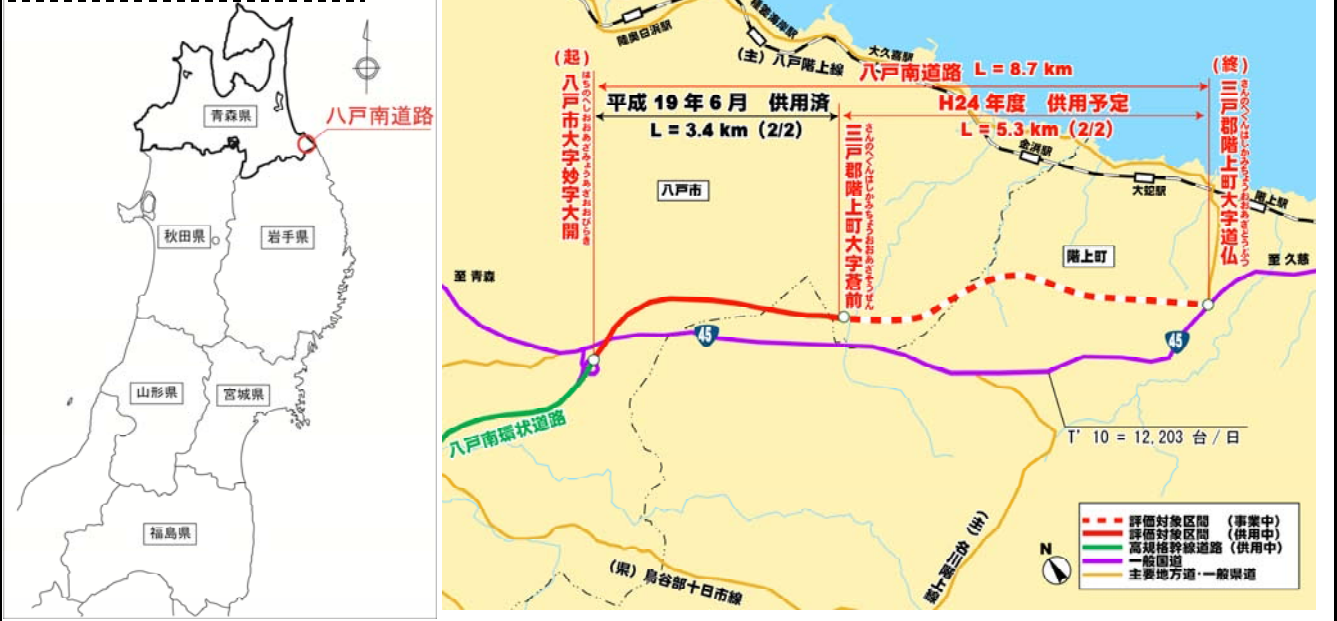 青森県
八戸南道路
秋田県
岩手県
山形県
宮城県
福島県
陸奥白浜駅
種差海岸駅
大久喜駅
(主) 八戸階上線
八戸南道路 L = 8.7 km
(起)
八戸市大字妙字大開
はちのへしおおあざみょうあざおおびらき
(終)
三戸郡階上町大字道仏
さんのへぐんはしかみちょうおおあざどうぶつ
平成 19 年 6 月 供用済
L = 3.4 km (2/2)
H24 年度 供用予定
L = 5.3 km (2/2)
三戸郡階上町大字蒼前
さんのへぐんはしかみちょうおおあざそうぜん
金浜駅
大蛇駅
階上駅
八戸市
階上町
至 青森
至 久慈
45
45
八戸南環状道路
T' 10 = 12,203 台 / 日
(主) 名川階上線
(県) 鳥谷部十日市線
N
評価対象区間 (事業中)
評価対象区間 (供用中)
高規格幹線道路 (供用中)
一般国道
主要地方道・一般県道